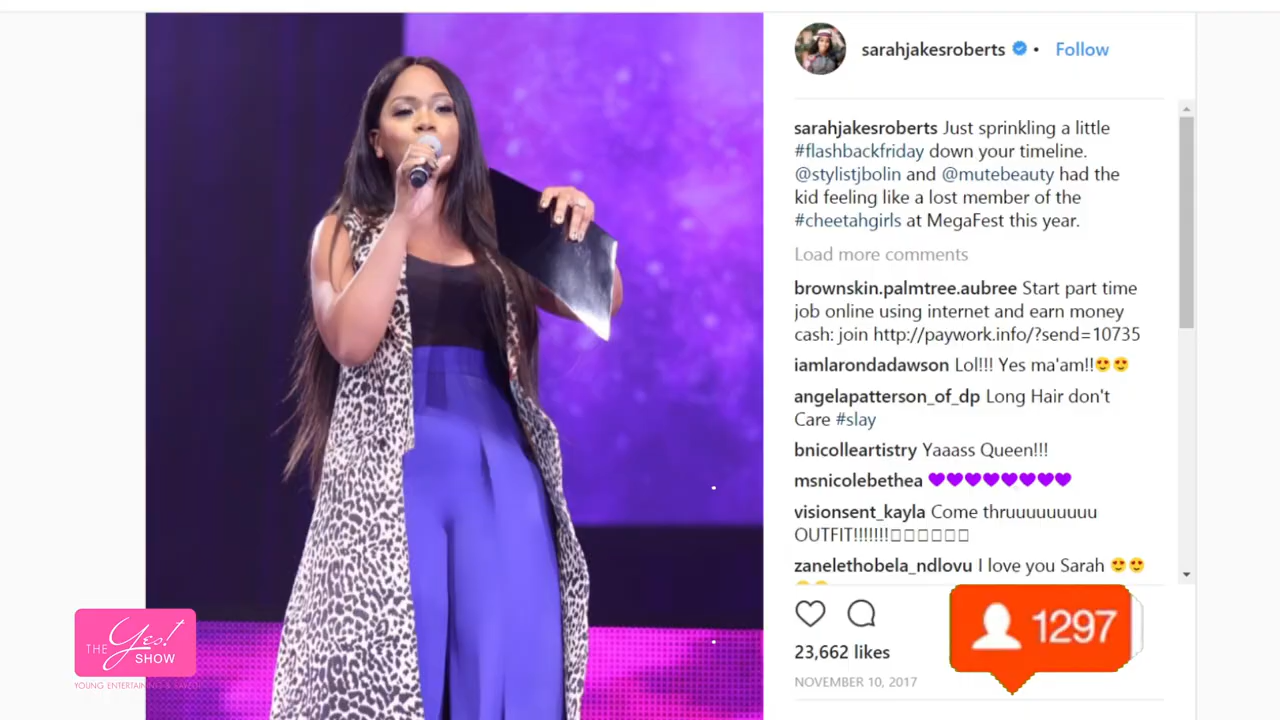 sarahjakesroberts • Follow
sarahjakesroberts Just sprinkling a little
#flashbackfriday down your timeline.
@stylistjbolin and @mutebeauty had the
kid feeling like a lost member of the
#cheetahgirls at MegaFest this year.
Load more comments
brownskin.palmtree.aubree Start part time
job online using internet and earn money
cash: join http://paywork.info/?send=10735
iamlarondadawson Lol!!! Yes ma'am!!😍😍
angelapatterson_of_dp Long Hair don't
Care #slay
bnicolleartistry Yaaass Queen!!!
msnicolebethea 💜💜💜💜💜💜💜💜
visionsent_kayla Come thruuuuuuuuu
OUTFIT!!!!!!!□□□□□□
zanelethobela_ndlovu I love you Sarah 😍😍
1297
23,662 likes
NOVEMBER 10, 2017
THE Yes! SHOW
YOUNG ENTERTAINING